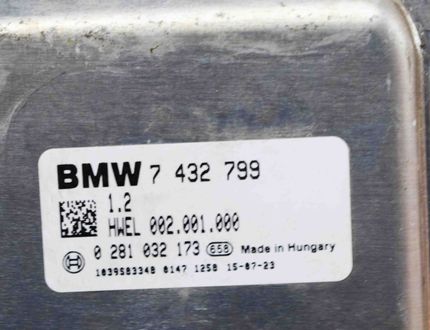 BMW 7 432 799
1.2
HWEL 002.001.000
0 281 032 173 658 Made in Hungary
1039S83348 0147 1258 15-07-23